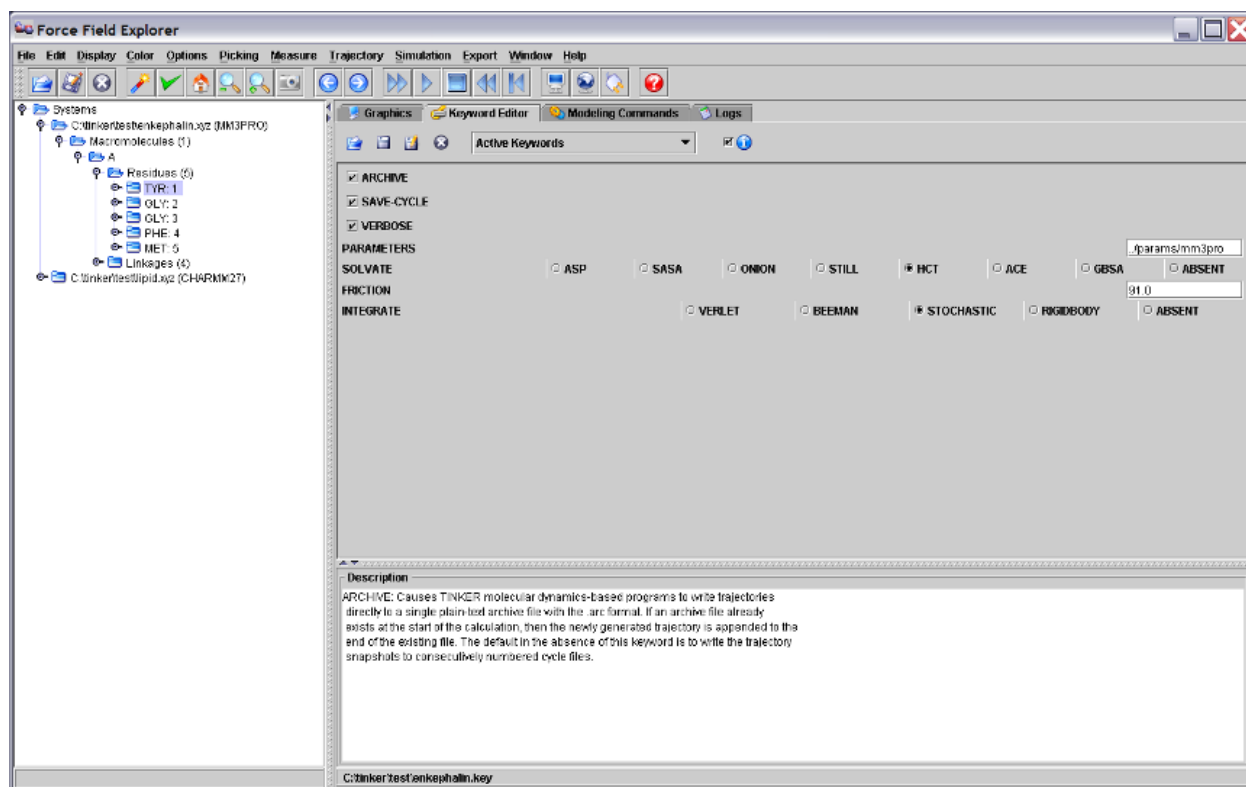 Force Field Explorer
File Edit Display Color Options Picking Measure Trajectory Simulation Export Window Help
Systems
C:\tinker\test\enkephalin.xyz (MM3PRO)
Macromolecules (1)
A
Residues (5)
TYR: 1
GLY: 2
GLY: 3
PHE: 4
MET: 5
Linkages (4)
C:\tinker\test\lipid.xyz (CHARMM27)
Graphics Keyword Editor Modeling Commands Logs
Active Keywords
ARCHIVE
SAVE-CYCLE
VERBOSE
PARAMETERS ../params/mm3pro
SOLVATE ASP SASA ONION STILL HCT ACE GBSA ABSENT
FRICTION 91.0
INTEGRATE VERLET BEEMAN STOCHASTIC RIGIDBODY ABSENT
Description
ARCHIVE: Causes TINKER molecular dynamics-based programs to write trajectories
directly to a single plain-text archive file with the .arc format. If an archive file already
exists at the start of the calculation, then the newly generated trajectory is appended to the
end of the existing file. The default in the absence of this keyword is to write the trajectory
snapshots to consecutively numbered cycle files.
C:\tinker\test\enkephalin.key